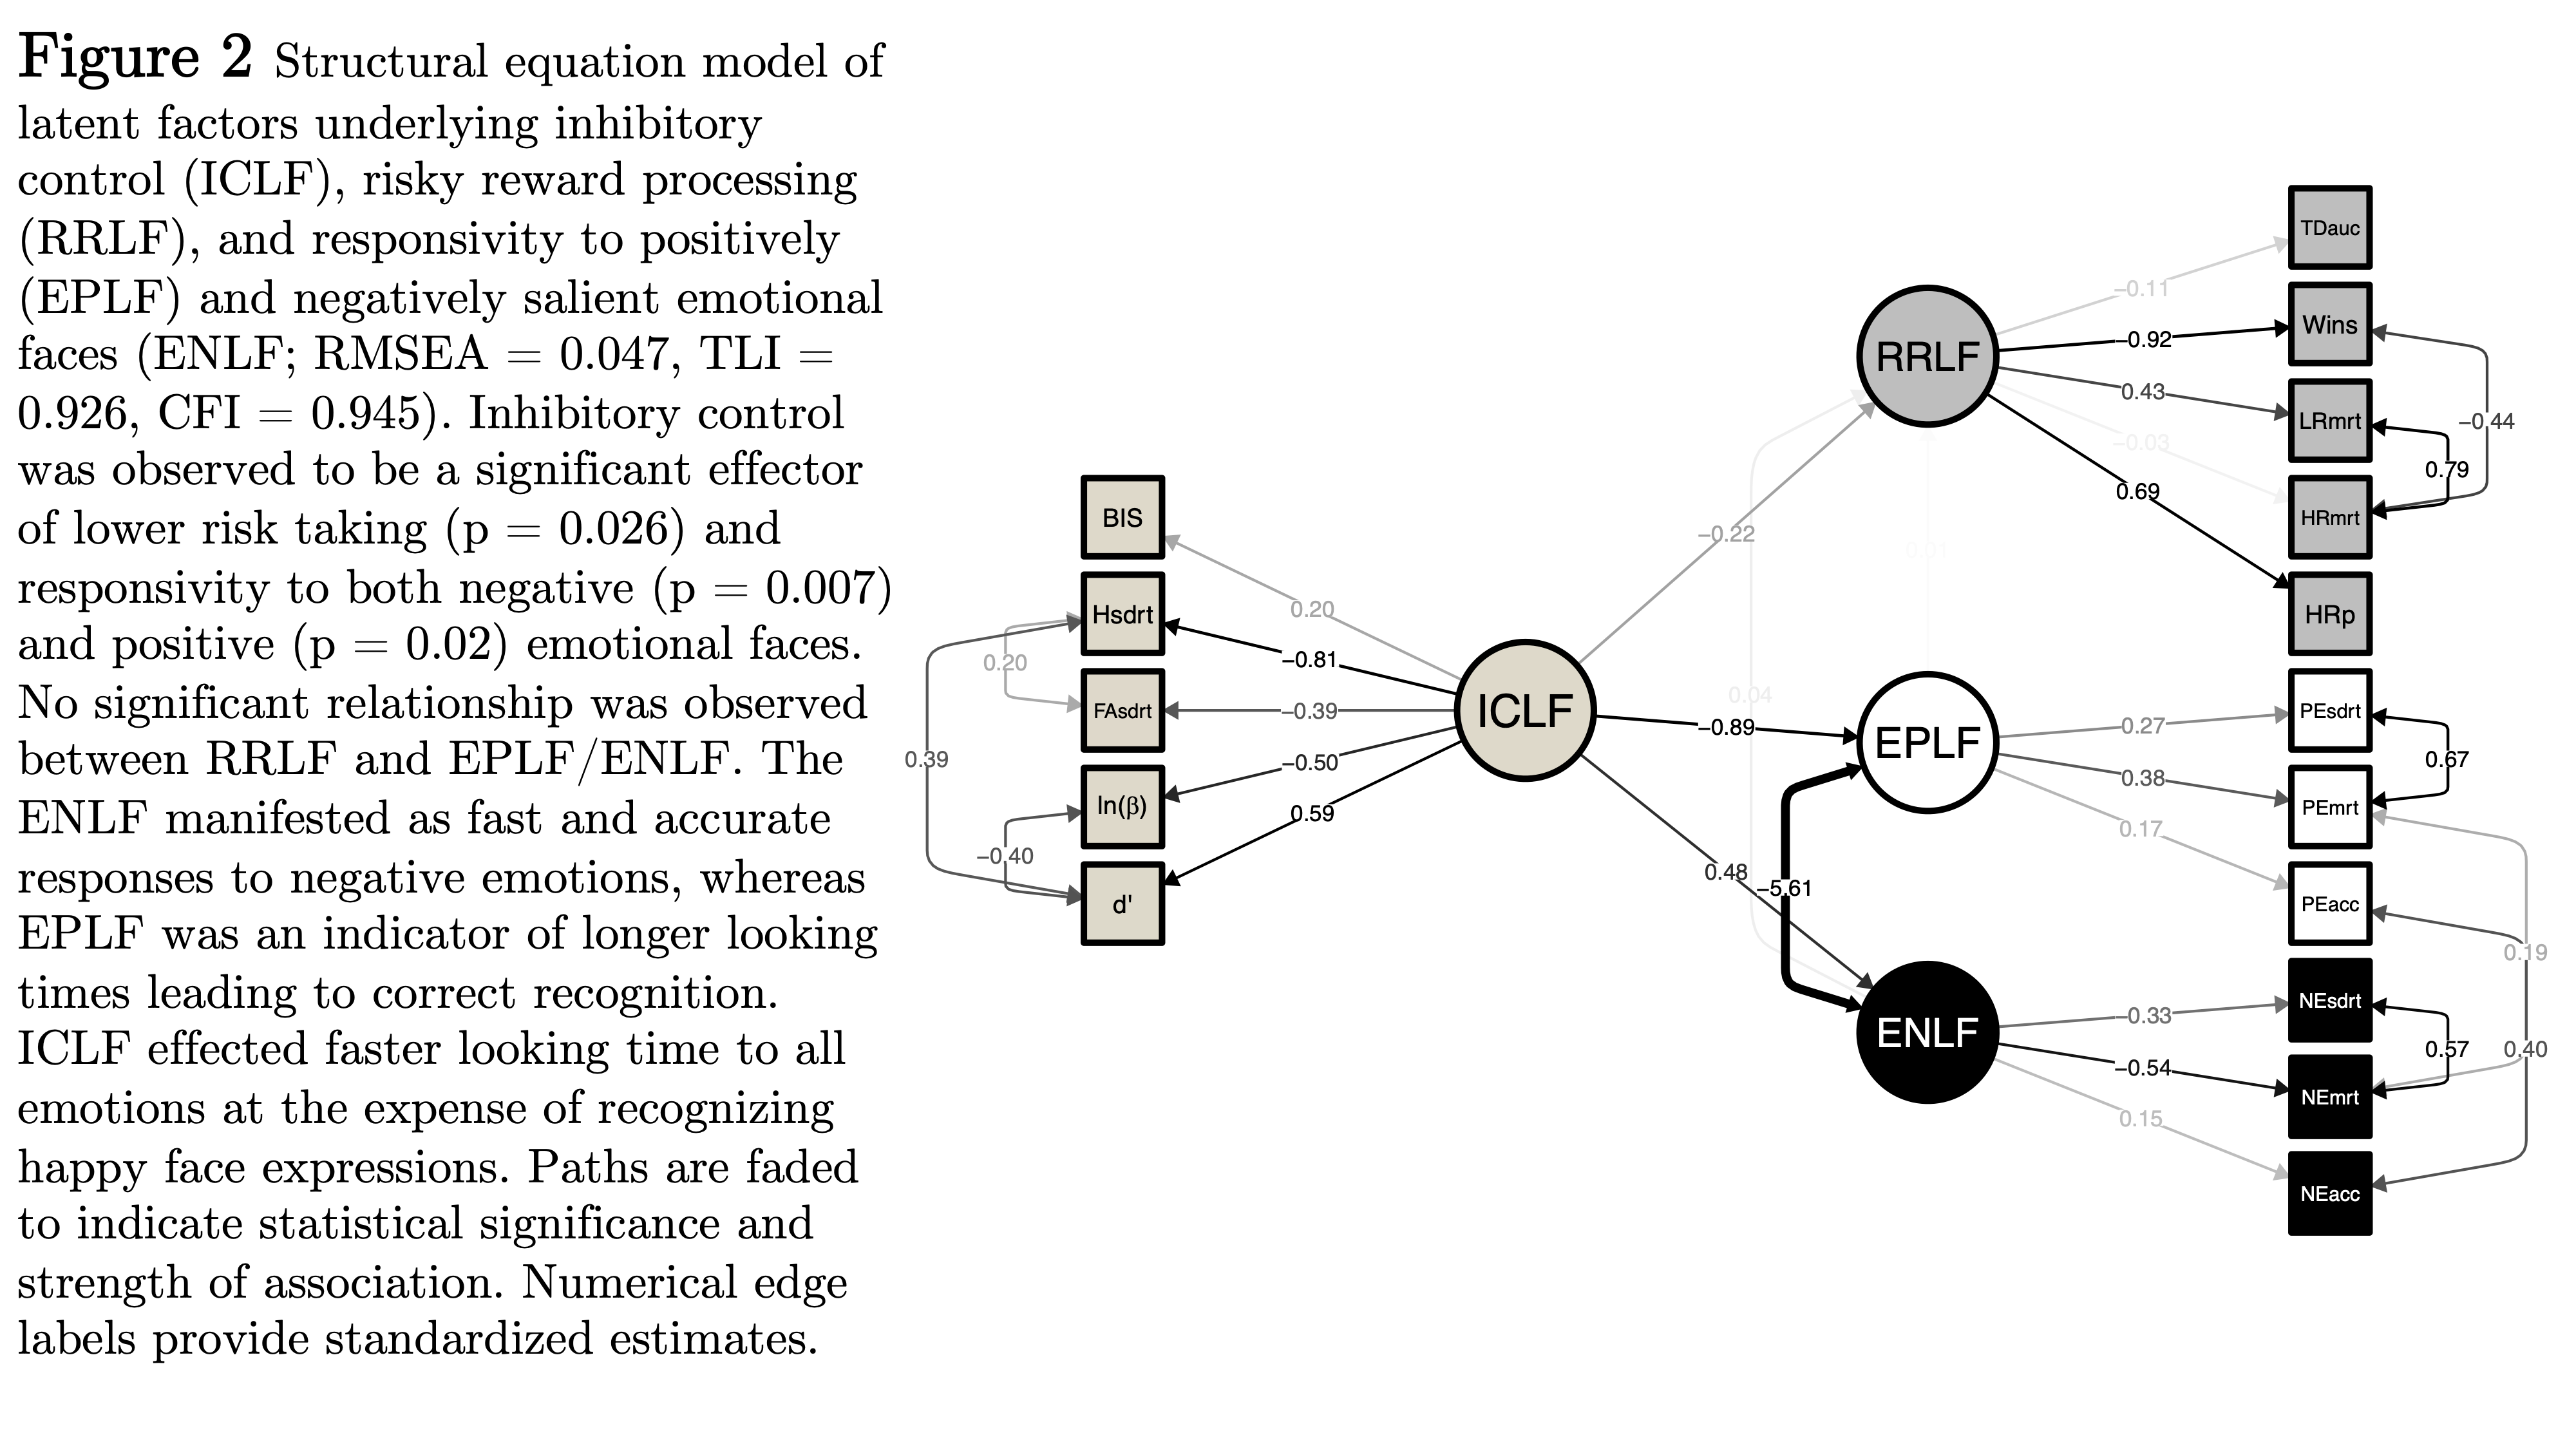 Figure 2 Structural equation model of
latent factors underlying inhibitory
control (ICLF), risky reward processing
(RRLF), and responsivity to positively
(EPLF) and negatively salient emotional
faces (ENLF; RMSEA = 0.047, TLI =
0.926, CFI = 0.945). Inhibitory control
was observed to be a significant effector
of lower risk taking (p = 0.026) and
responsivity to both negative (p = 0.007)
and positive (p = 0.02) emotional faces.
No significant relationship was observed
between RRLF and EPLF/ENLF. The
ENLF manifested as fast and accurate
responses to negative emotions, whereas
EPLF was an indicator of longer looking
times leading to correct recognition.
ICLF effected faster looking time to all
emotions at the expense of recognizing
happy face expressions. Paths are faded
to indicate statistical significance and
strength of association. Numerical edge
labels provide standardized estimates.
BIS
Hsdrt
FAsdrt
ln(β)
d'
0.20
0.39
−0.40
0.20
−0.81
−0.39
−0.50
0.59
ICLF
−0.22
0.04
−0.89
0.48
−5.61
0.01
RRLF
EPLF
ENLF
−0.11
−0.92
0.43
−0.03
0.69
0.27
0.38
0.17
−0.33
−0.54
0.15
TDauc
Wins
LRmrt
HRmrt
HRp
PEsdrt
PEmrt
PEacc
NEsdrt
NEmrt
NEacc
−0.44
0.79
0.67
0.19
0.57
0.40